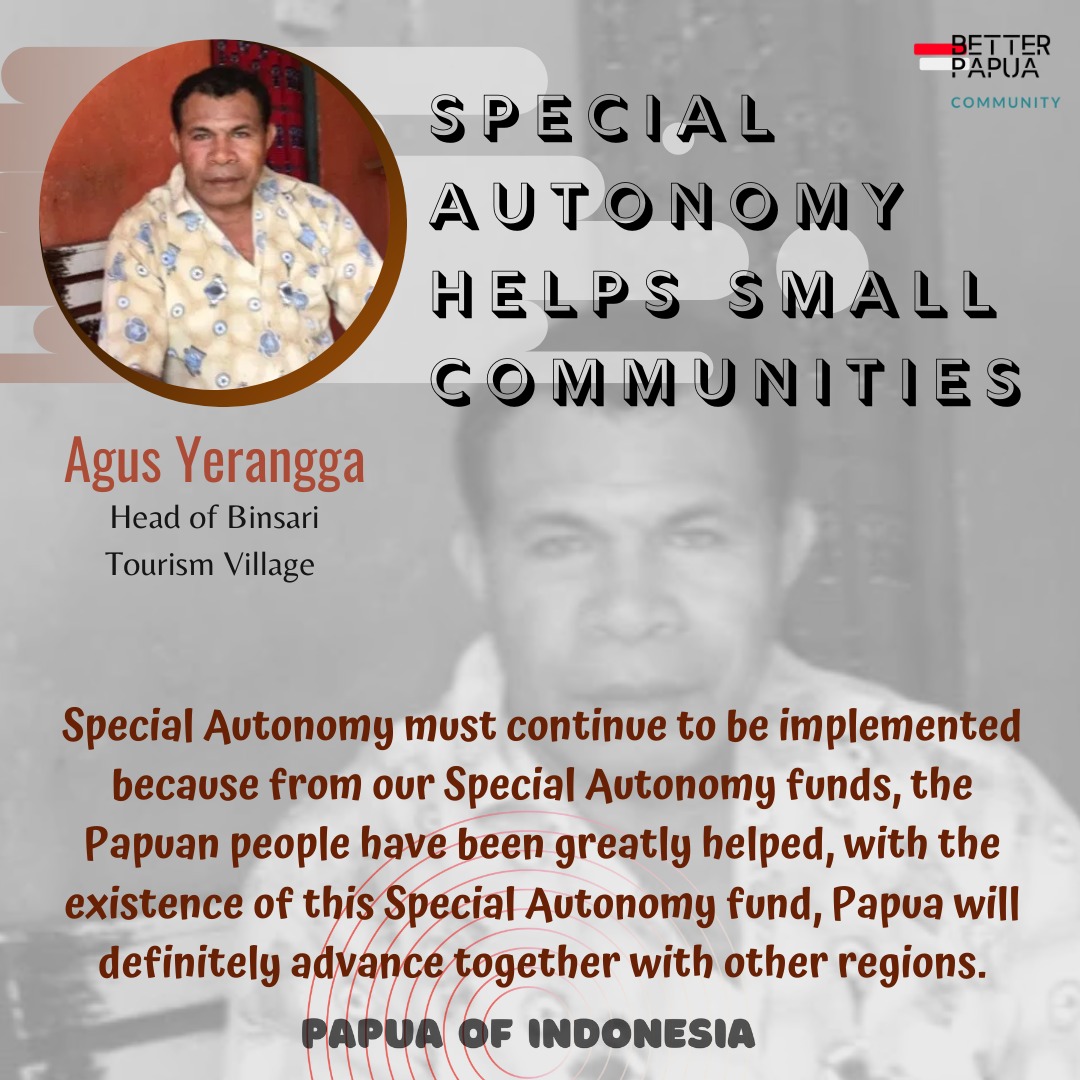 BETTER
PAPUA
COMMUNITY
SPECIAL
AUTONOMY
HELPS SMALL
COMMUNITIES
Agus Yerangga
Head of Binsari
Tourism Village
Special Autonomy must continue to be implemented
because from our Special Autonomy funds, the
Papuan people have been greatly helped, with the
existence of this Special Autonomy fund, Papua will
definitely advance together with other regions.
PAPUA OF INDONESIA